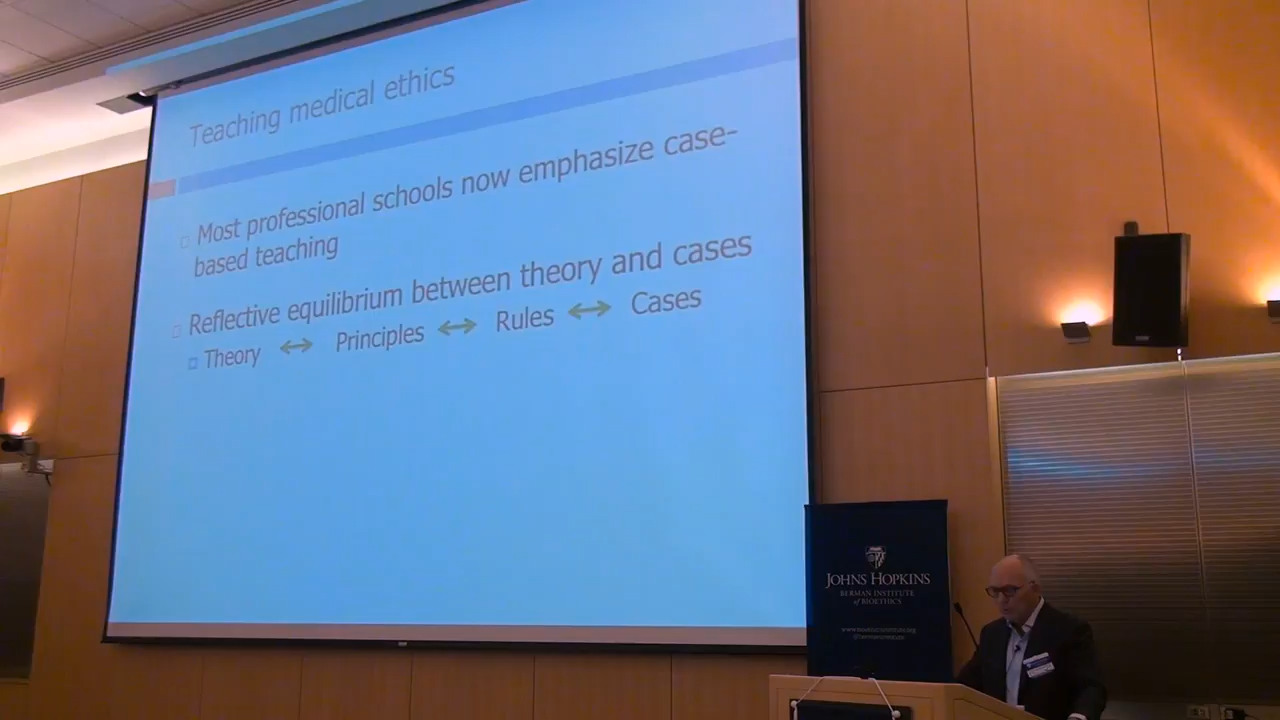 Teaching medical ethics
Most professional schools now emphasize case-
based teaching
Reflective equilibrium between theory and cases
Theory Principles Rules Cases
JOHNS HOPKINS
BERMAN INSTITUTE
of BIOETHICS